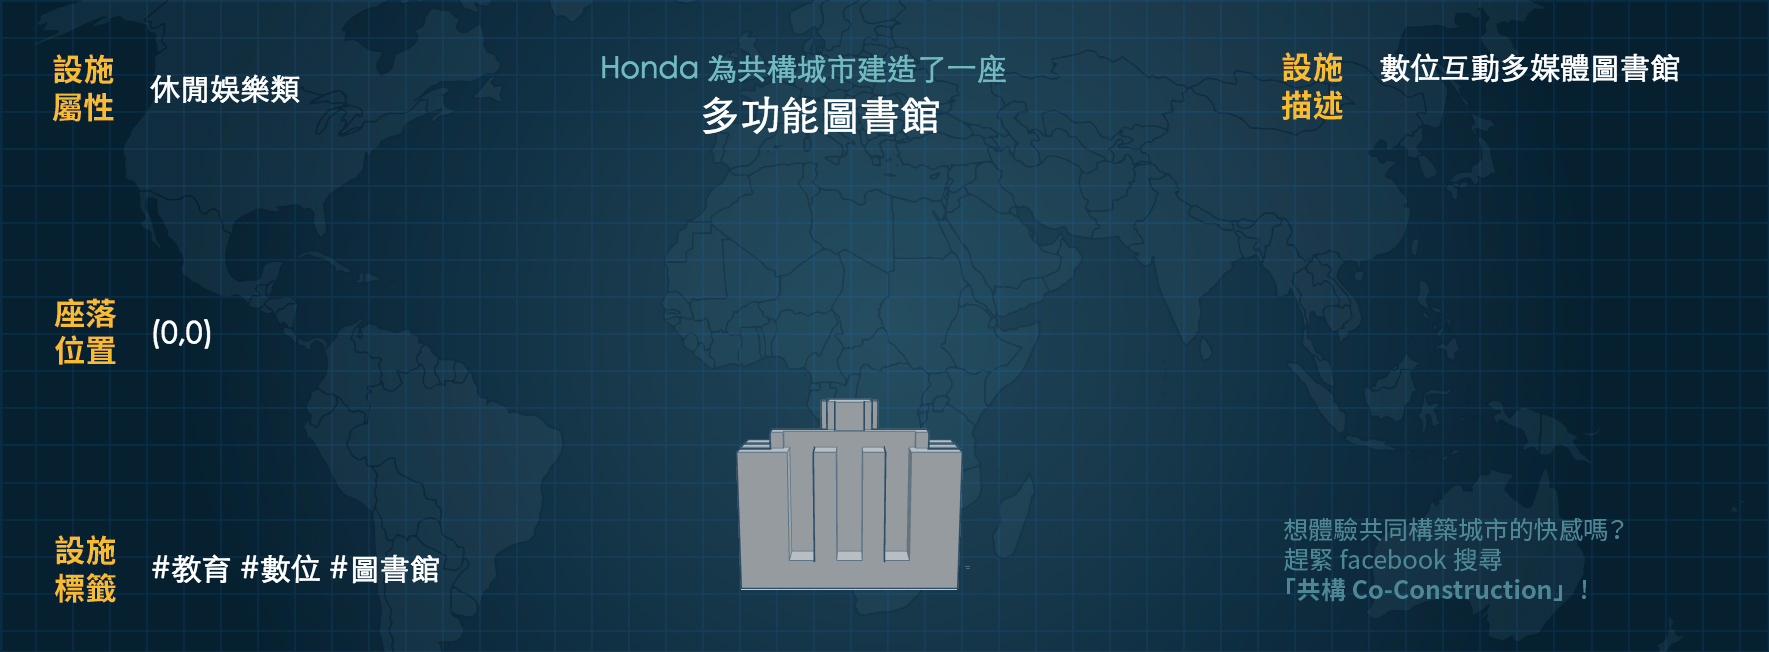 設施
屬性
休閒娛樂類
Honda 為共構城市建造了一座
多功能圖書館
設施
描述
數位互動多媒體圖書館
座落
位置
(0,0)
設施
標籤
#教育 #數位 #圖書館
想體驗共同構築城市的快感嗎？
趕緊 facebook 搜尋
「共構 Co-Construction」！